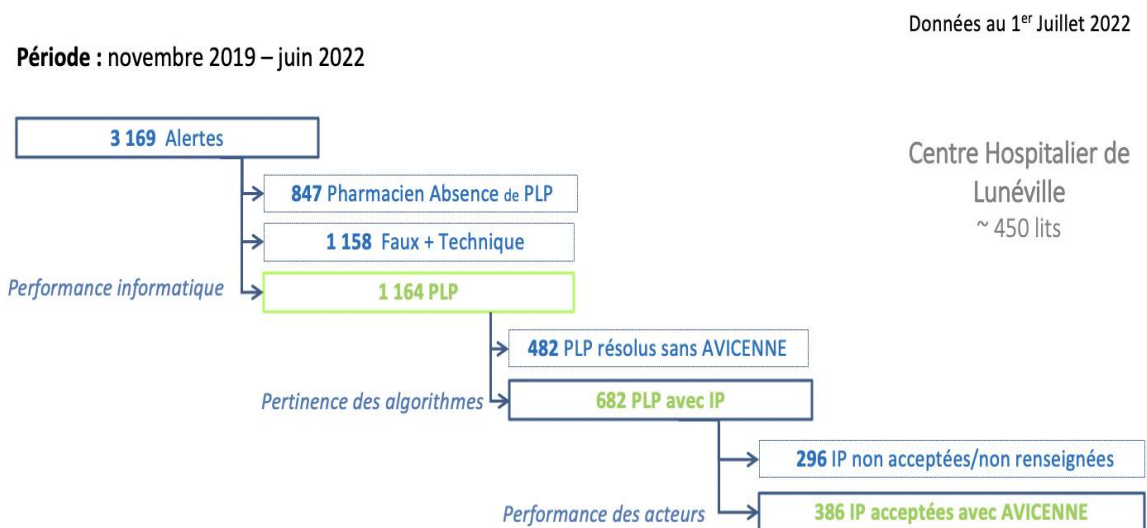 Données au 1er Juillet 2022
Période : novembre 2019 – juin 2022
3 169 Alertes
Centre Hospitalier de
Lunéville
~ 450 lits
847 Pharmacien Absence de PLP
1 158 Faux + Technique
Performance informatique
1 164 PLP
482 PLP résolus sans AVICENNE
Pertinence des algorithmes
682 PLP avec IP
296 IP non acceptées/non renseignées
Performance des acteurs
386 IP acceptées avec AVICENNE